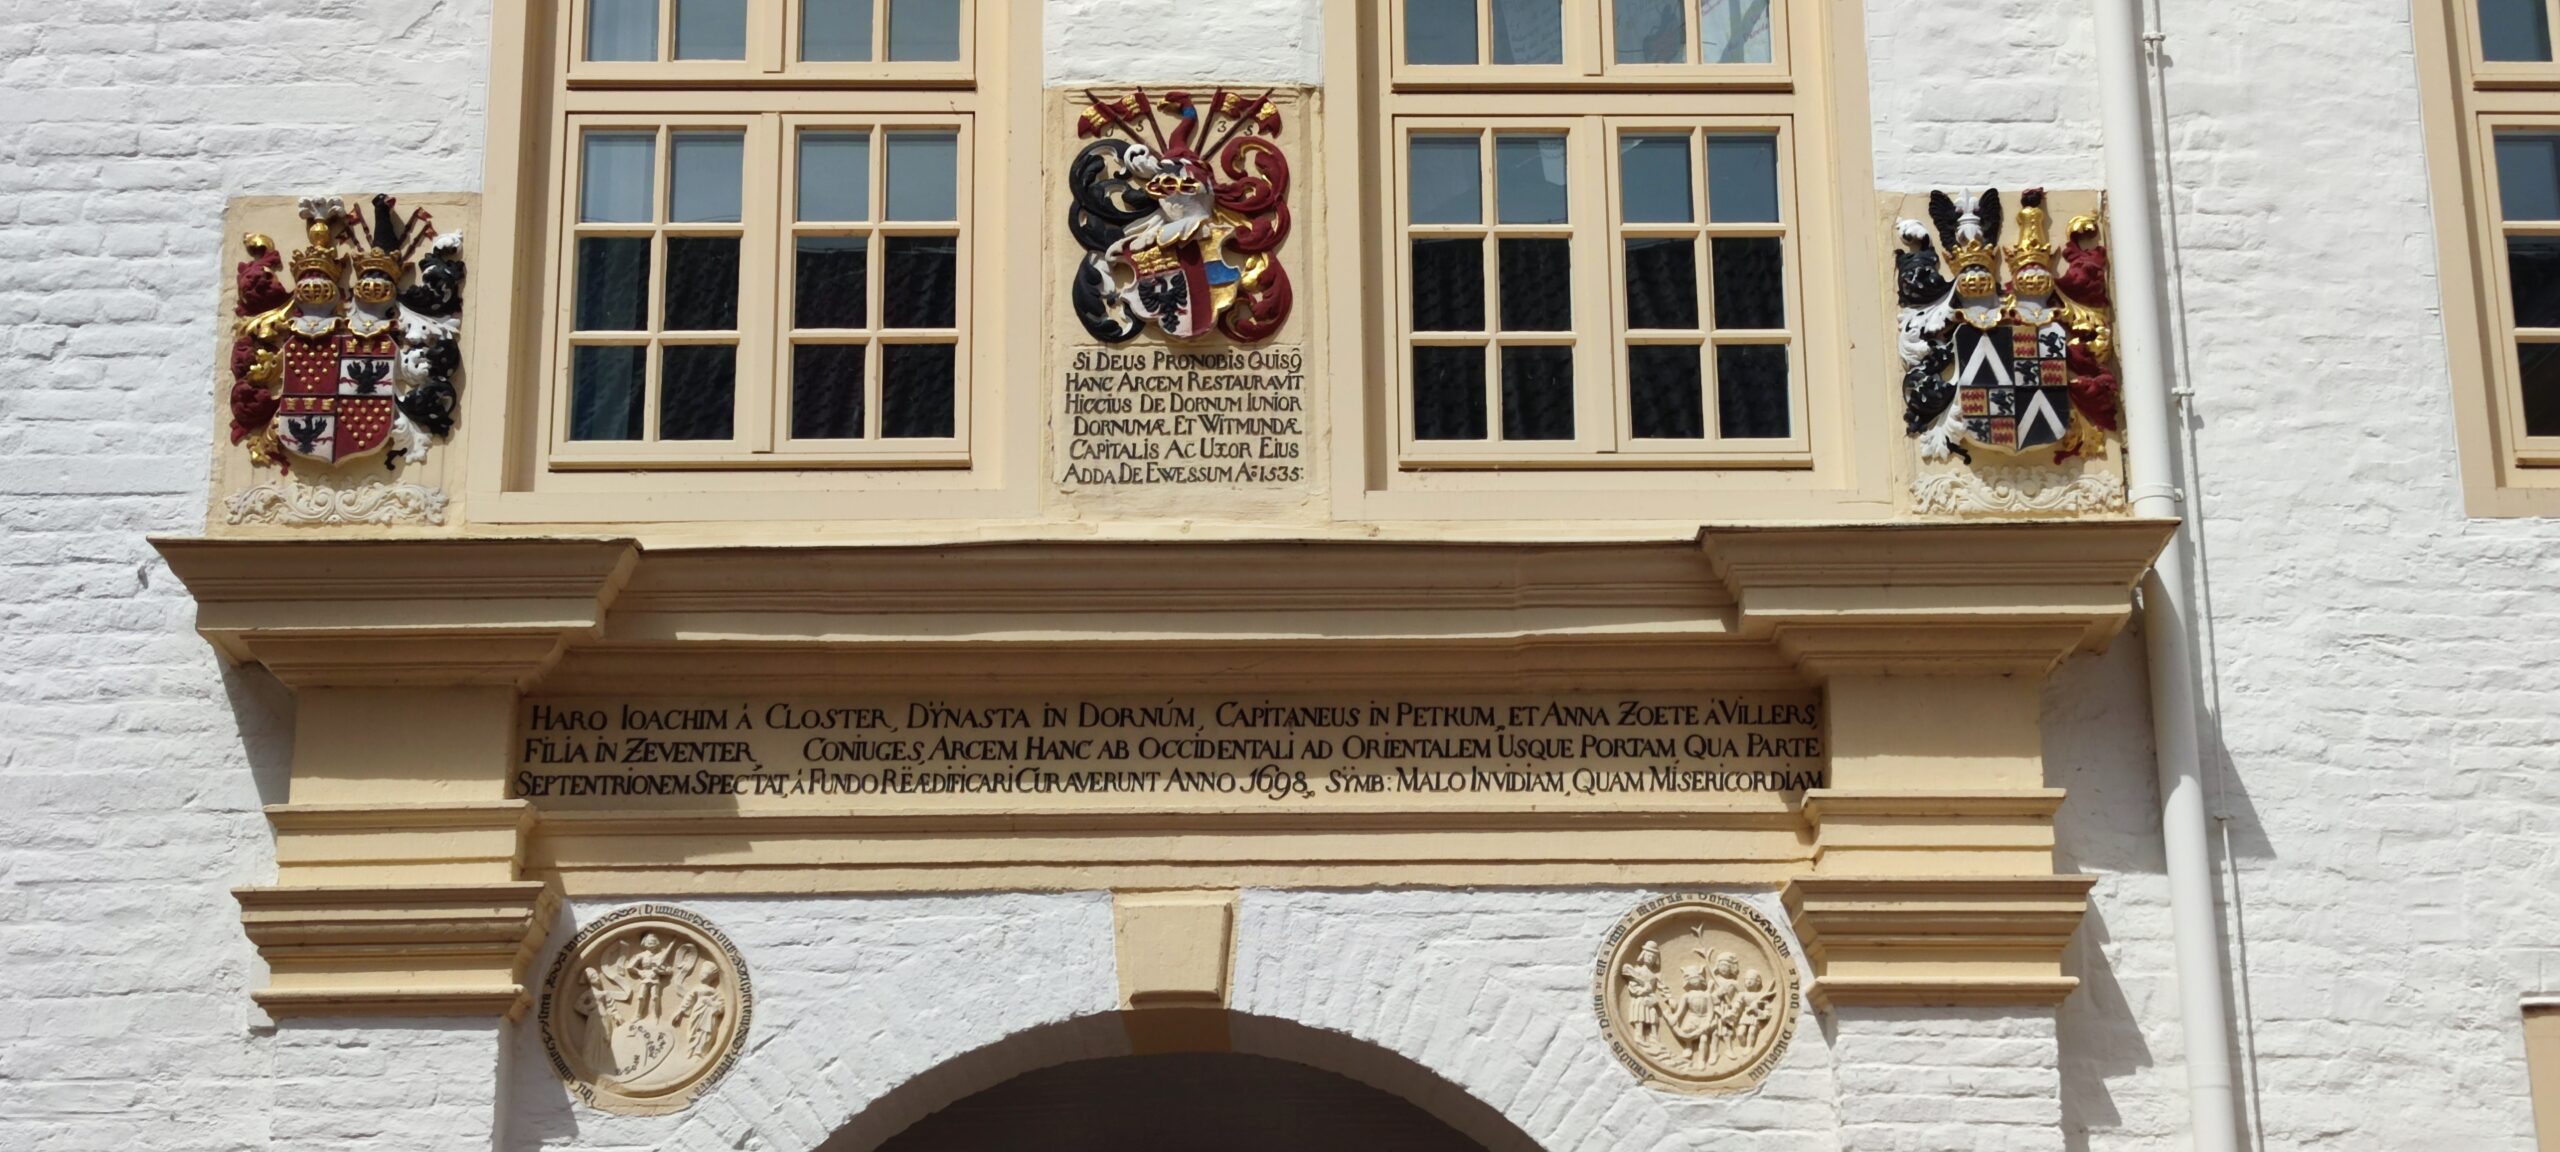 1535
Si DEUS PRONOBIS QUISꝙ
HANC ARCEM RESTAURAVIT
HICCIUS DE DORNUM IUNIOR
DORNUMÆ ET WITMUNDÆ
CAPITALIS AC UXOR EIUS
ADDA DE EWESSUM Aº: 1535:
HARO IOACHIM Á CLOSTER, DŸNASTA IN DORNÚM, CAPITANEUS IN PETKUM, ET ANNA ZOETE Á VILLERS,
FILIA IN ZEVENTER, CONIUGES, ARCEM HANC AB OCCIDENTALI AD ORIENTALEM USQUE PORTAM QUA PARTE
SEPTENTRIONEM SPECTAT, Á FUNDO RËÆDIFICARI CURAVERUNT ANNO 1698, SŸMB: MALO INVIDIAM, QUAM MISERICORDIAM